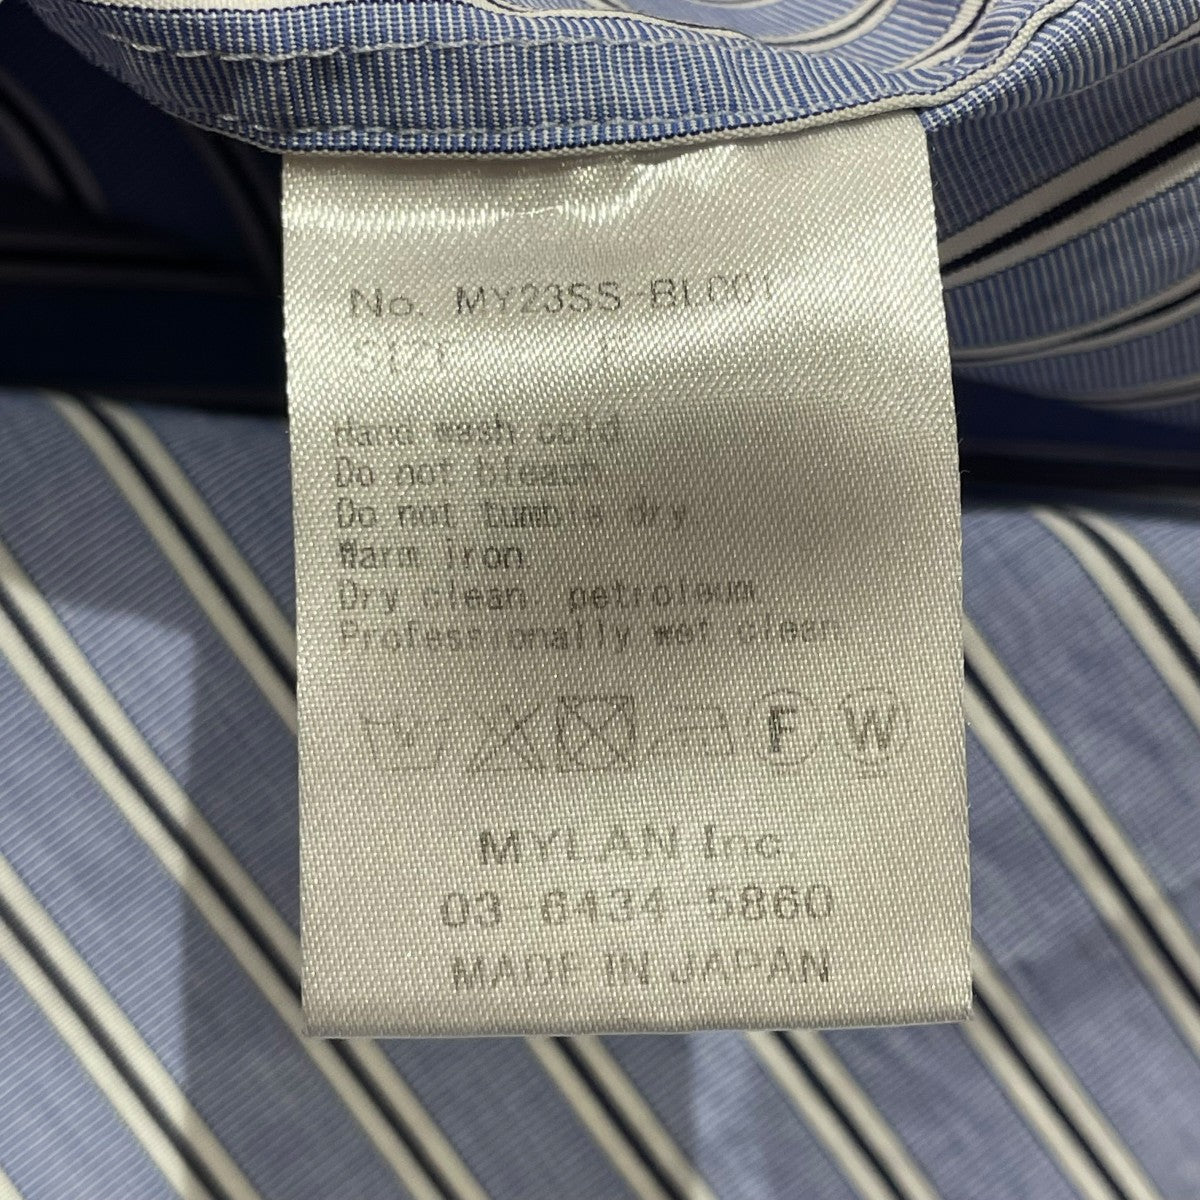 No. MY23SS-BL001
SIZE F
Hand wash cold
Do not bleach
Do not tumble dry.
Warm iron
Dry clean petroleum
Professionally wet clean
F W
MYLAN Inc.
03-6434-5860
MADE IN JAPAN